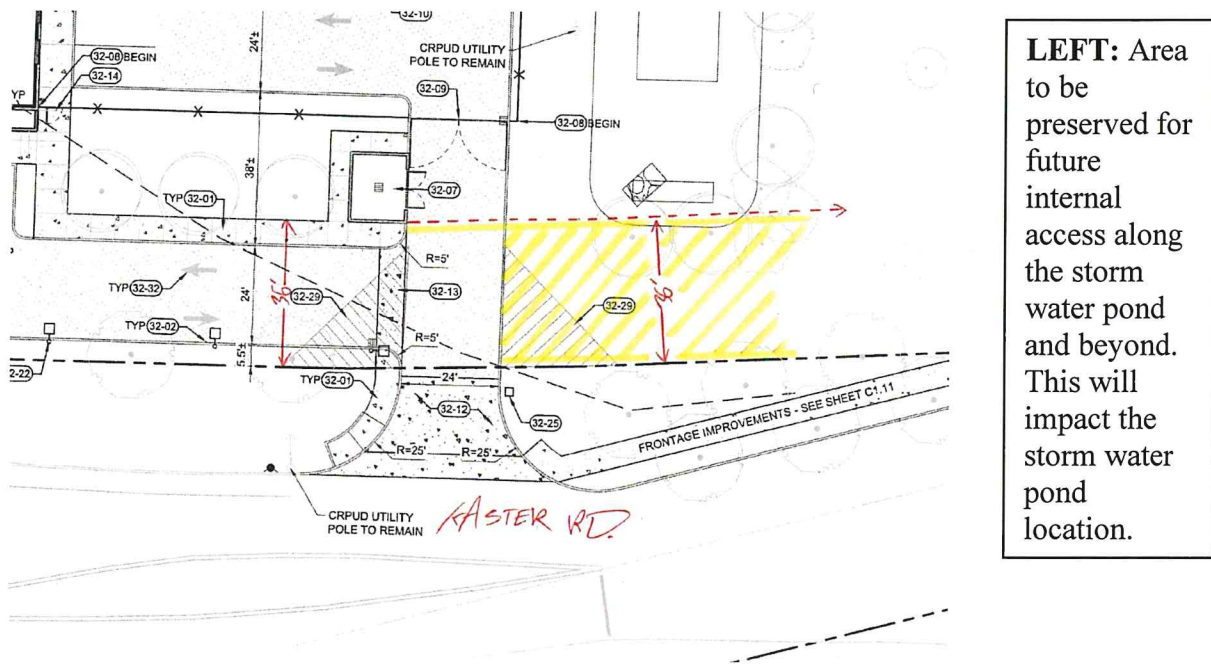 32-10
24'±
CRPUD UTILITY
POLE TO REMAIN
32-08 BEGIN
32-14
YP
32-09
32-08 BEGIN
38'±
TYP 32-01
32-07
R=5'
TYP 32-32
24'
36'
32-29
32-13
36'
32-29
TYP 32-02
R=5'
5.5'±
32-22
TYP 32-01
24'
32-12
32-25
FRONTAGE IMPROVEMENTS - SEE SHEET C1.11
R=25'
R=25'
CRPUD UTILITY
POLE TO REMAIN
KASTER RD.
LEFT: Area
to be
preserved for
future
internal
access along
the storm
water pond
and beyond.
This will
impact the
storm water
pond
location.